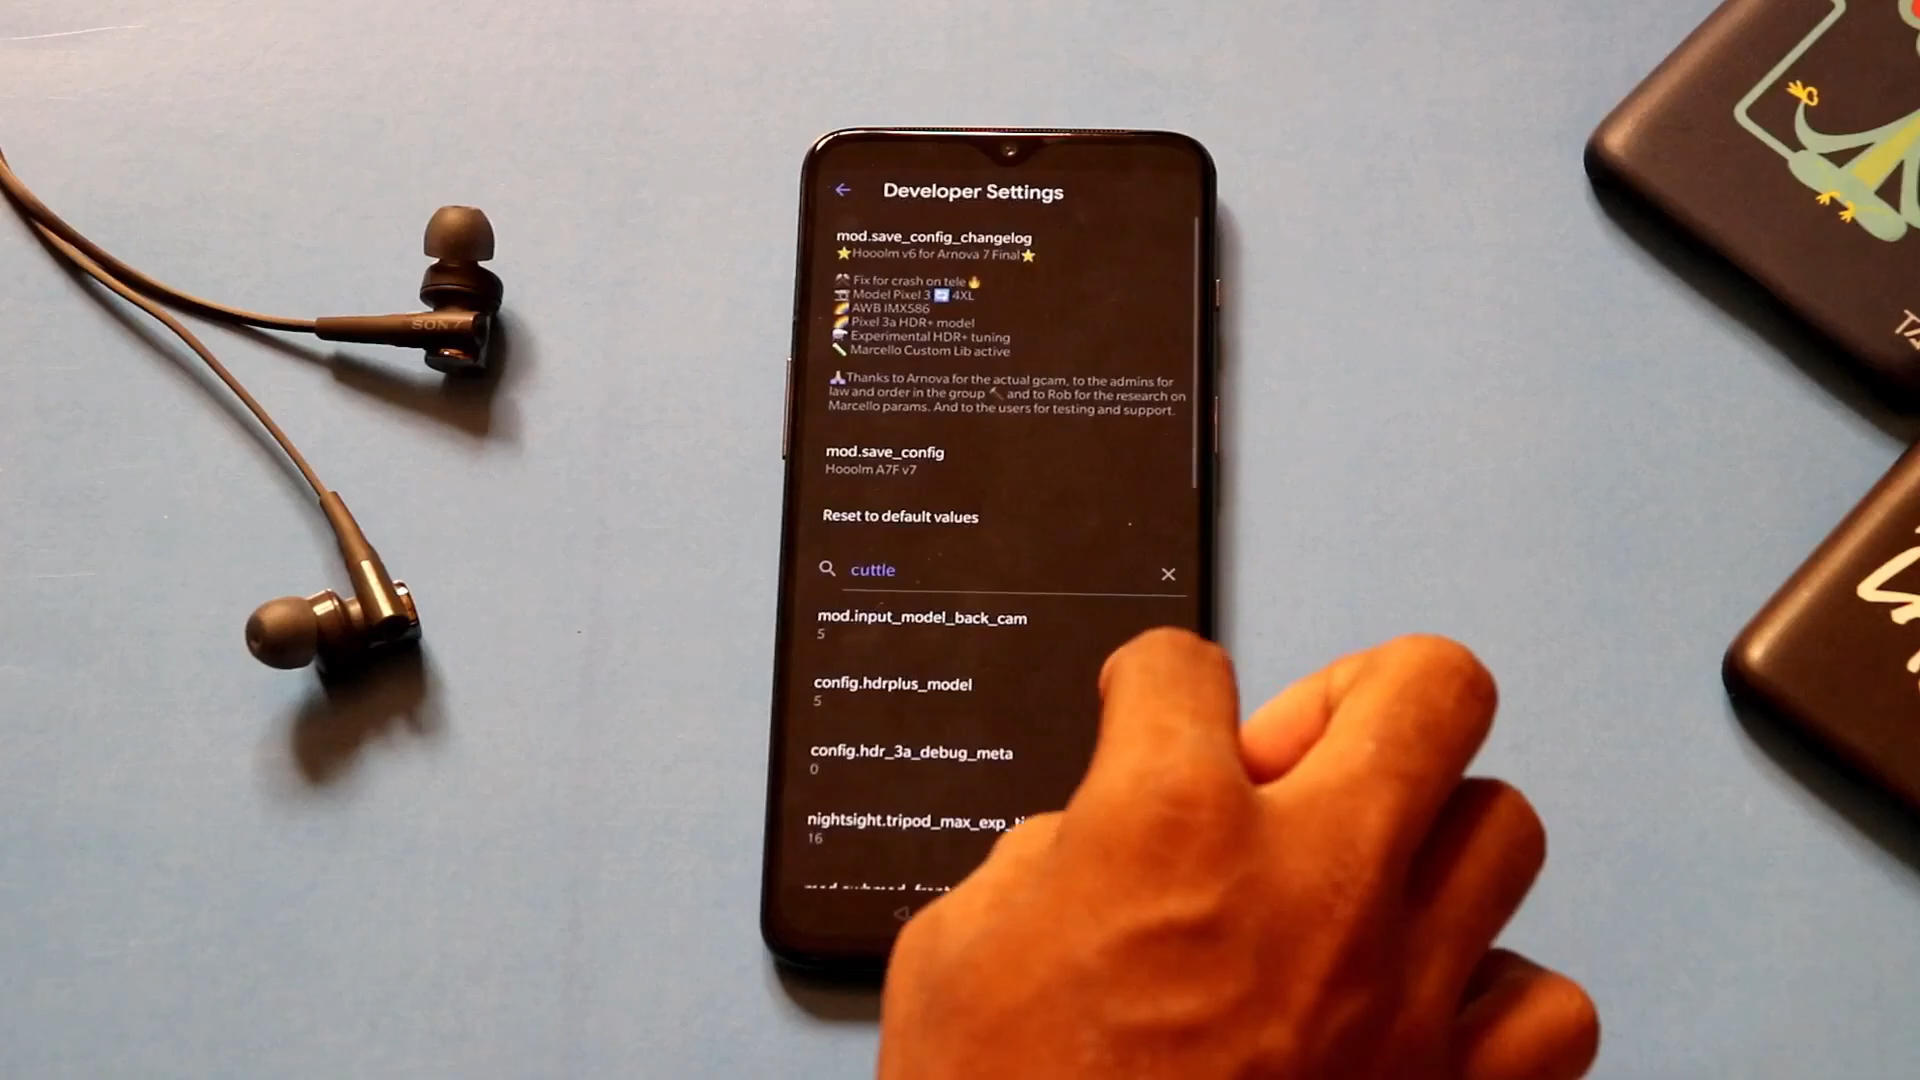 SONY
Developer Settings
mod.save_config_changelog
⭐Hooolm v6 for Arnova 7 Final⭐
Fix for crash on tele🔥
Model Pixel 3 🔄 4XL
AWB IMX586
Pixel 3a HDR+ model
Experimental HDR+ tuning
Marcello Custom Lib active
🙏Thanks to Arnova for the actual gcam, to the admins for
law and order in the group 🔨 and to Rob for the research on
Marcello params. And to the users for testing and support.
mod.save_config
Hooolm A7F v7
Reset to default values
cuttle
mod.input_model_back_cam
5
config.hdrplus_model
5
config.hdr_3a_debug_meta
0
nightsight.tripod_max_exp_
16